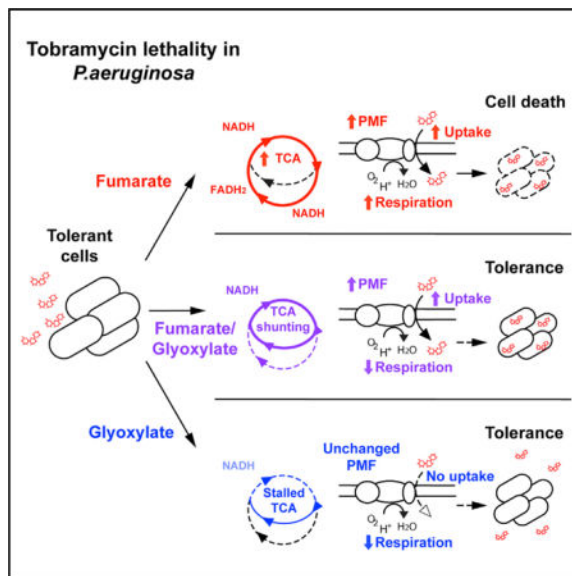 Tobramycin lethality in
P.aeruginosa
Cell death
NADH
↑PMF
↑Uptake
↑ TCA
Fumarate
FADH₂
NADH
O₂ H⁺ H₂O
↑Respiration
Tolerant
cells
Tolerance
NADH
↑PMF
↑Uptake
TCA
shunting
Fumarate/
Glyoxylate
O₂ H⁺ H₂O
↓Respiration
Tolerance
Glyoxylate
Unchanged
PMF
NADH
No uptake
Stalled
TCA
O₂ H⁺ H₂O
↓Respiration